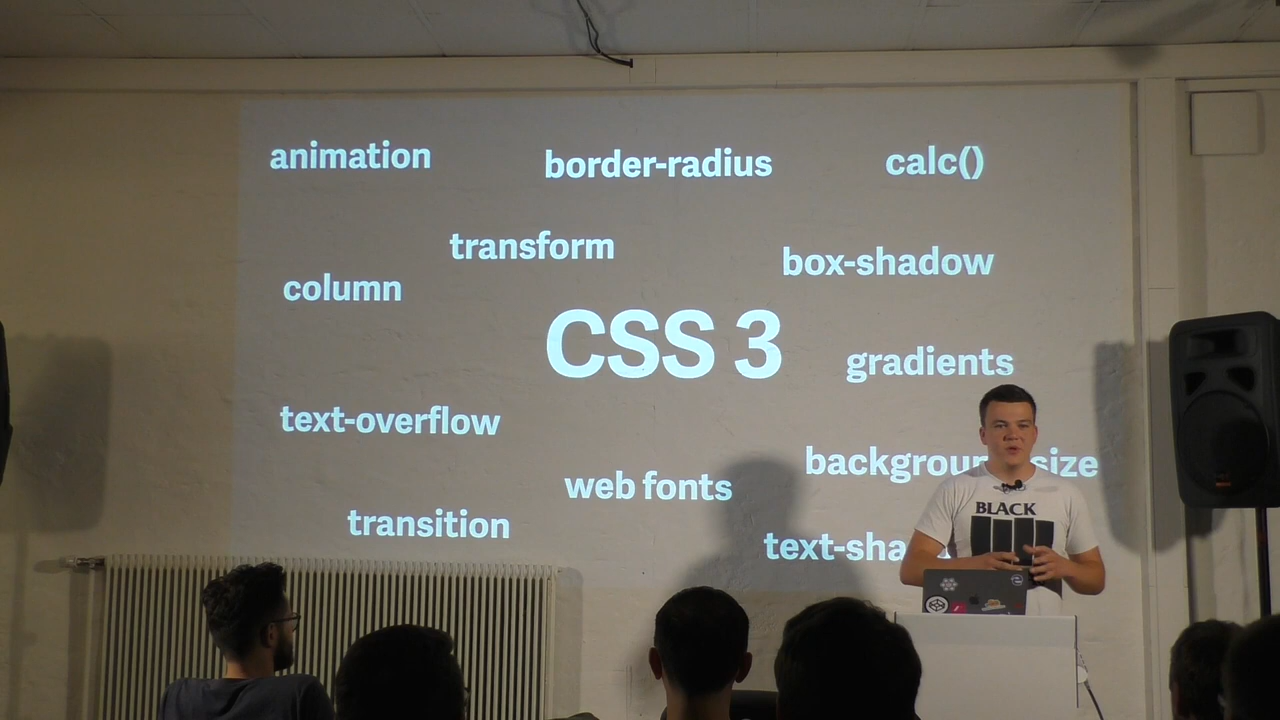 animation
border-radius
calc()
transform
box-shadow
column
CSS 3
gradients
text-overflow
backgroun size
web fonts
transition
text-sha
BLACK